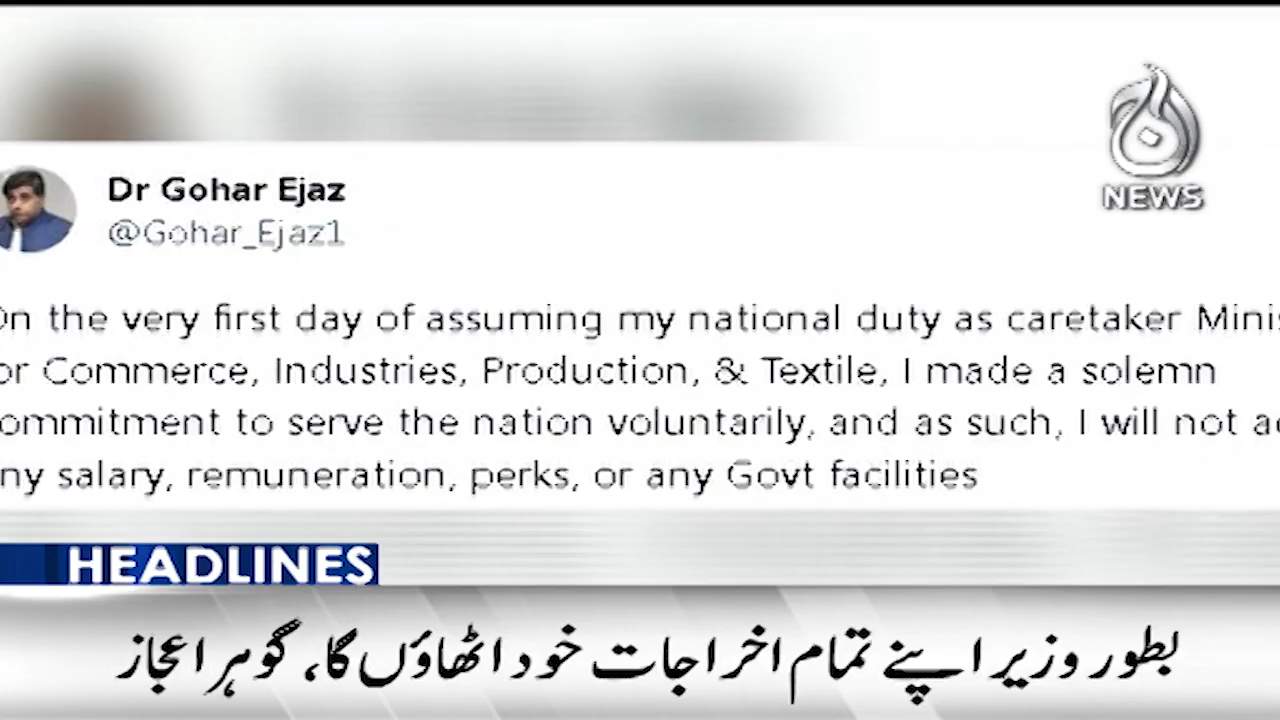 NEWS
Dr Gohar Ejaz
@Gohar_Ejaz1
On the very first day of assuming my national duty as caretaker Minis
or Commerce, Industries, Production, & Textile, I made a solemn
ommitment to serve the nation voluntarily, and as such, I will not ac
ny salary, remuneration, perks, or any Govt facilities
HEADLINES
بطور وزیر اپنے تمام اخراجات خود اٹھاؤں گا، گوہر اعجاز